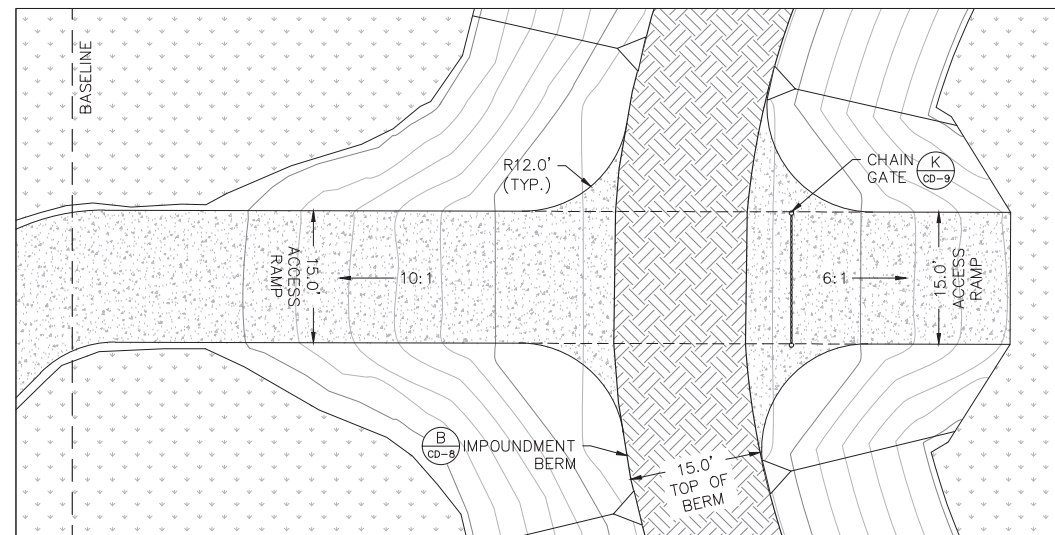 BASELINE
R12.0'
(TYP.)
CHAIN
GATE
K
CD-9
15.0'
ACCESS
RAMP
10:1
6:1
15.0'
ACCESS
RAMP
B
CD-8
IMPOUNDMENT
BERM
15.0'
TOP OF
BERM